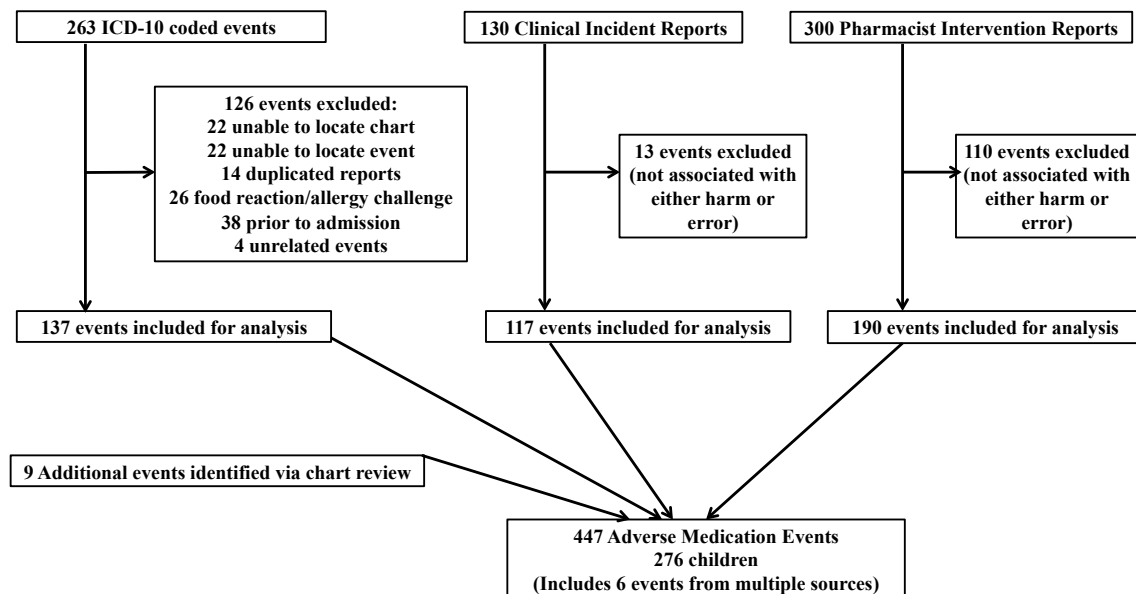 263 ICD-10 coded events
130 Clinical Incident Reports
300 Pharmacist Intervention Reports
126 events excluded:
22 unable to locate chart
22 unable to locate event
14 duplicated reports
26 food reaction/allergy challenge
38 prior to admission
4 unrelated events
13 events excluded
(not associated with
either harm or
error)
110 events excluded
(not associated with
either harm or
error)
137 events included for analysis
117 events included for analysis
190 events included for analysis
9 Additional events identified via chart review
447 Adverse Medication Events
276 children
(Includes 6 events from multiple sources)